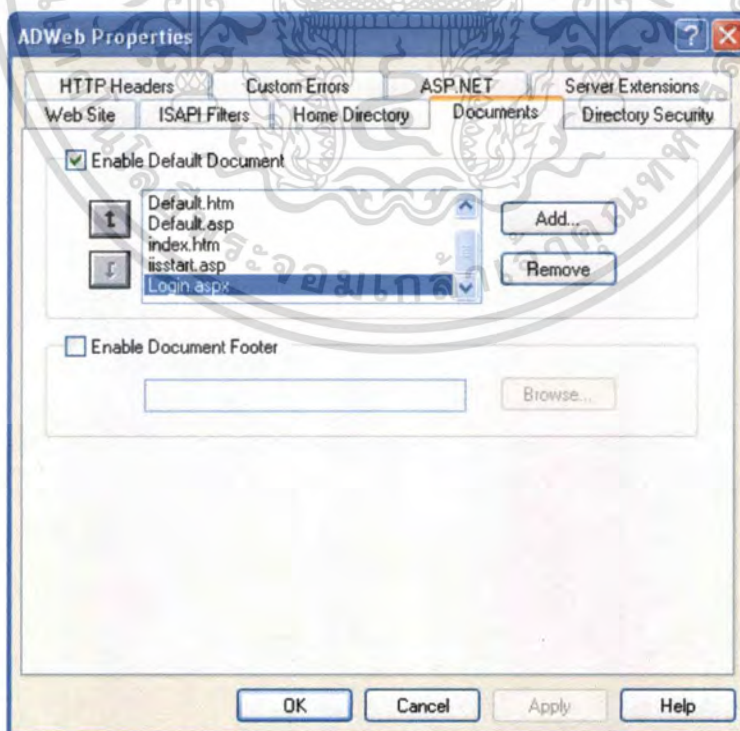 ADWeb Properties
HTTP Headers Custom Errors ASP.NET Server Extensions
Web Site ISAPI Filters Home Directory Documents Directory Security
Enable Default Document
Default.htm
Default.asp
index.htm
iisstart.asp
Login.aspx
Add...
Remove
Enable Document Footer
Browse...
OK Cancel Apply Help